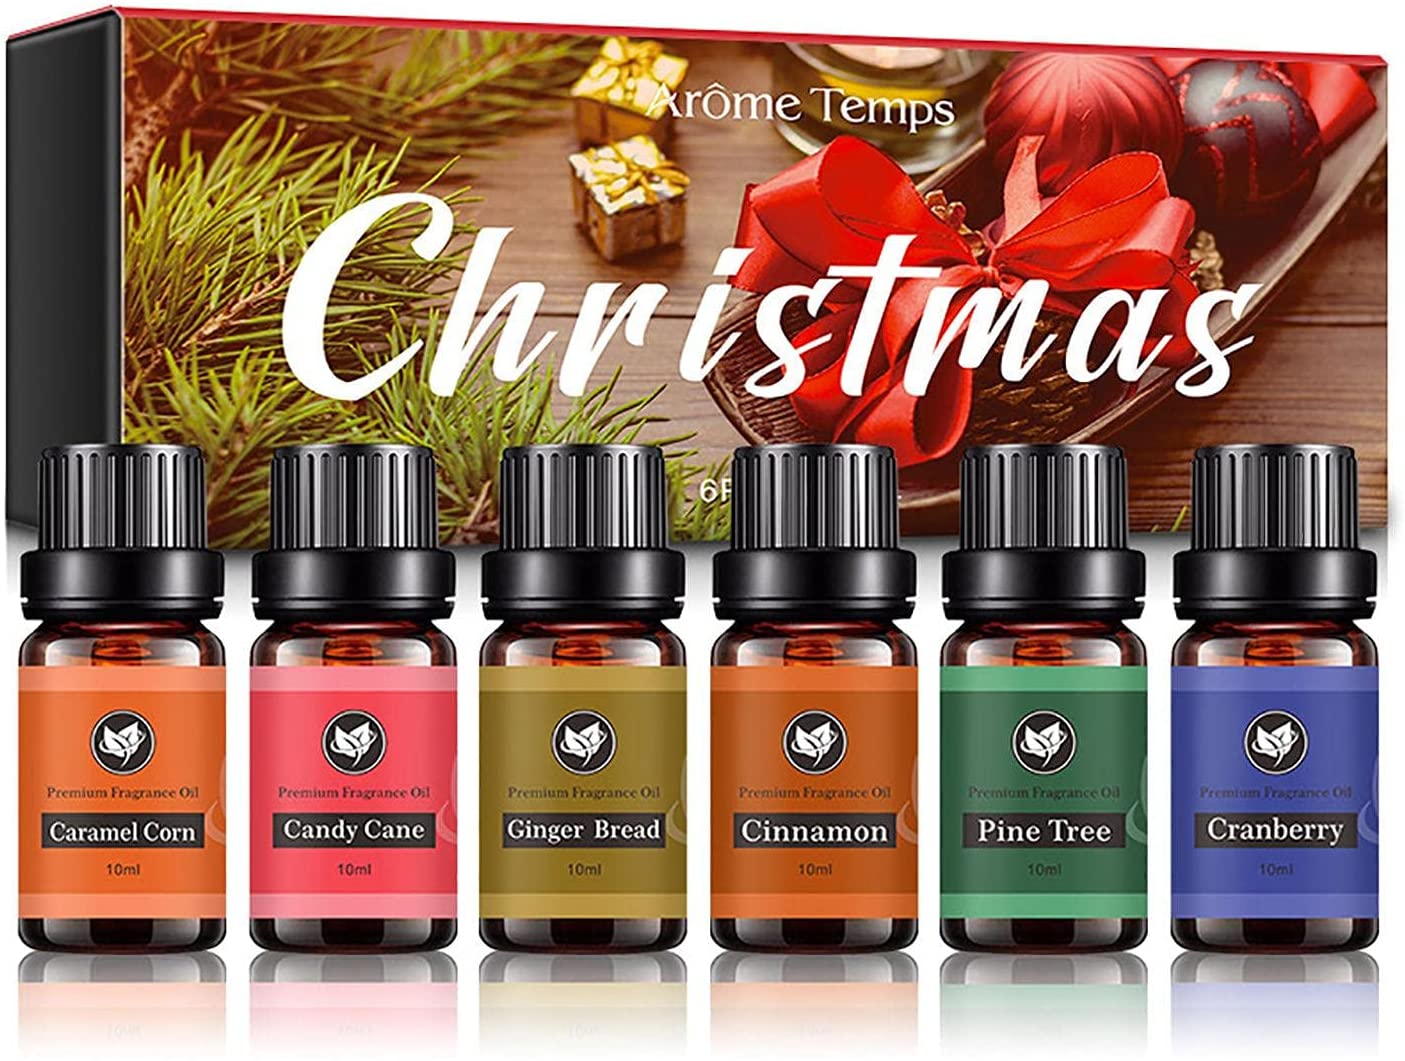 Arôme Temps
Christmas
Premium Fragrance Oil
Caramel Corn
10ml
Premium Fragrance Oil
Candy Cane
10ml
Premium Fragrance Oil
Ginger Bread
10ml
Premium Fragrance Oil
Cinnamon
10ml
Premium Fragrance Oil
Pine Tree
10ml
Premium Fragrance Oil
Cranberry
10ml